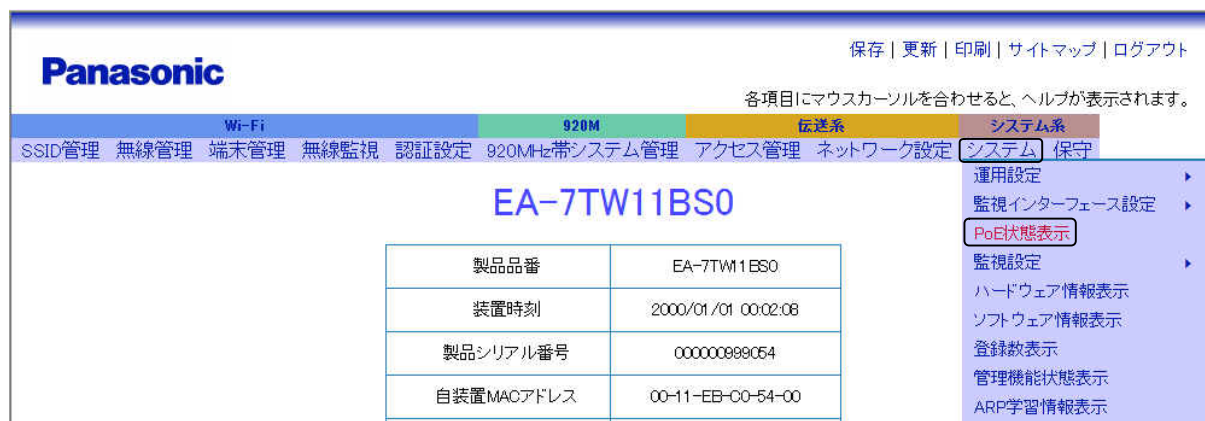 保存 | 更新 | 印刷 | サイトマップ | ログアウト
Panasonic
各項目にマウスカーソルを合わせると、ヘルプが表示されます。
Wi-Fi 920M 伝送系 システム系
SSID管理 無線管理 端末管理 無線監視 認証設定 920MHz帯システム管理 アクセス管理 ネットワーク設定 システム 保守
運用設定
監視インターフェース設定
PoE状態表示
監視設定
ハードウェア情報表示
ソフトウェア情報表示
登録数表示
管理機能状態表示
ARP学習情報表示
EA-7TW11BS0
製品品番 EA-7TW11BS0
装置時刻 2000/01/01 00:02:08
製品シリアル番号 000000999054
自装置MACアドレス 00-11-EB-C0-54-00